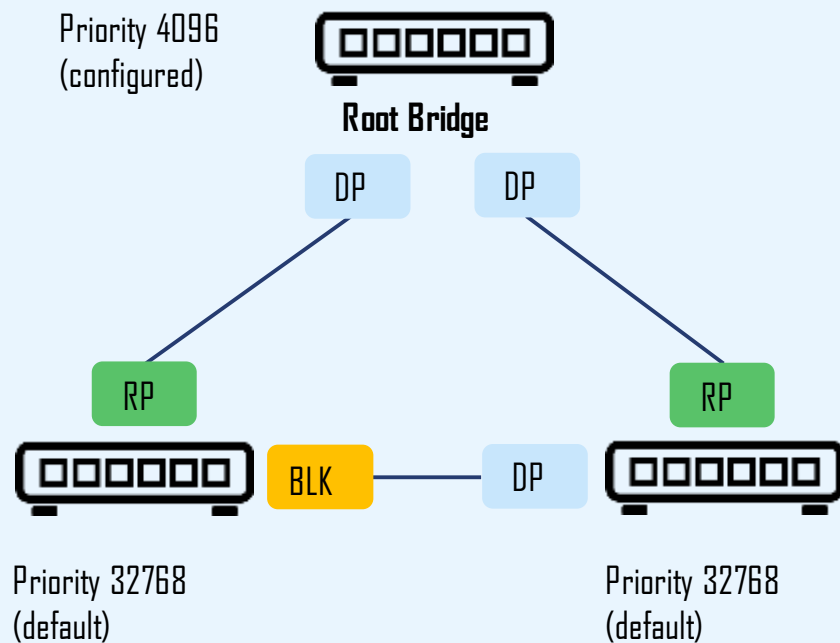 Priority 4096
(configured)
Root Bridge
DP
DP
RP
RP
BLK
DP
Priority 32768
(default)
Priority 32768
(default)